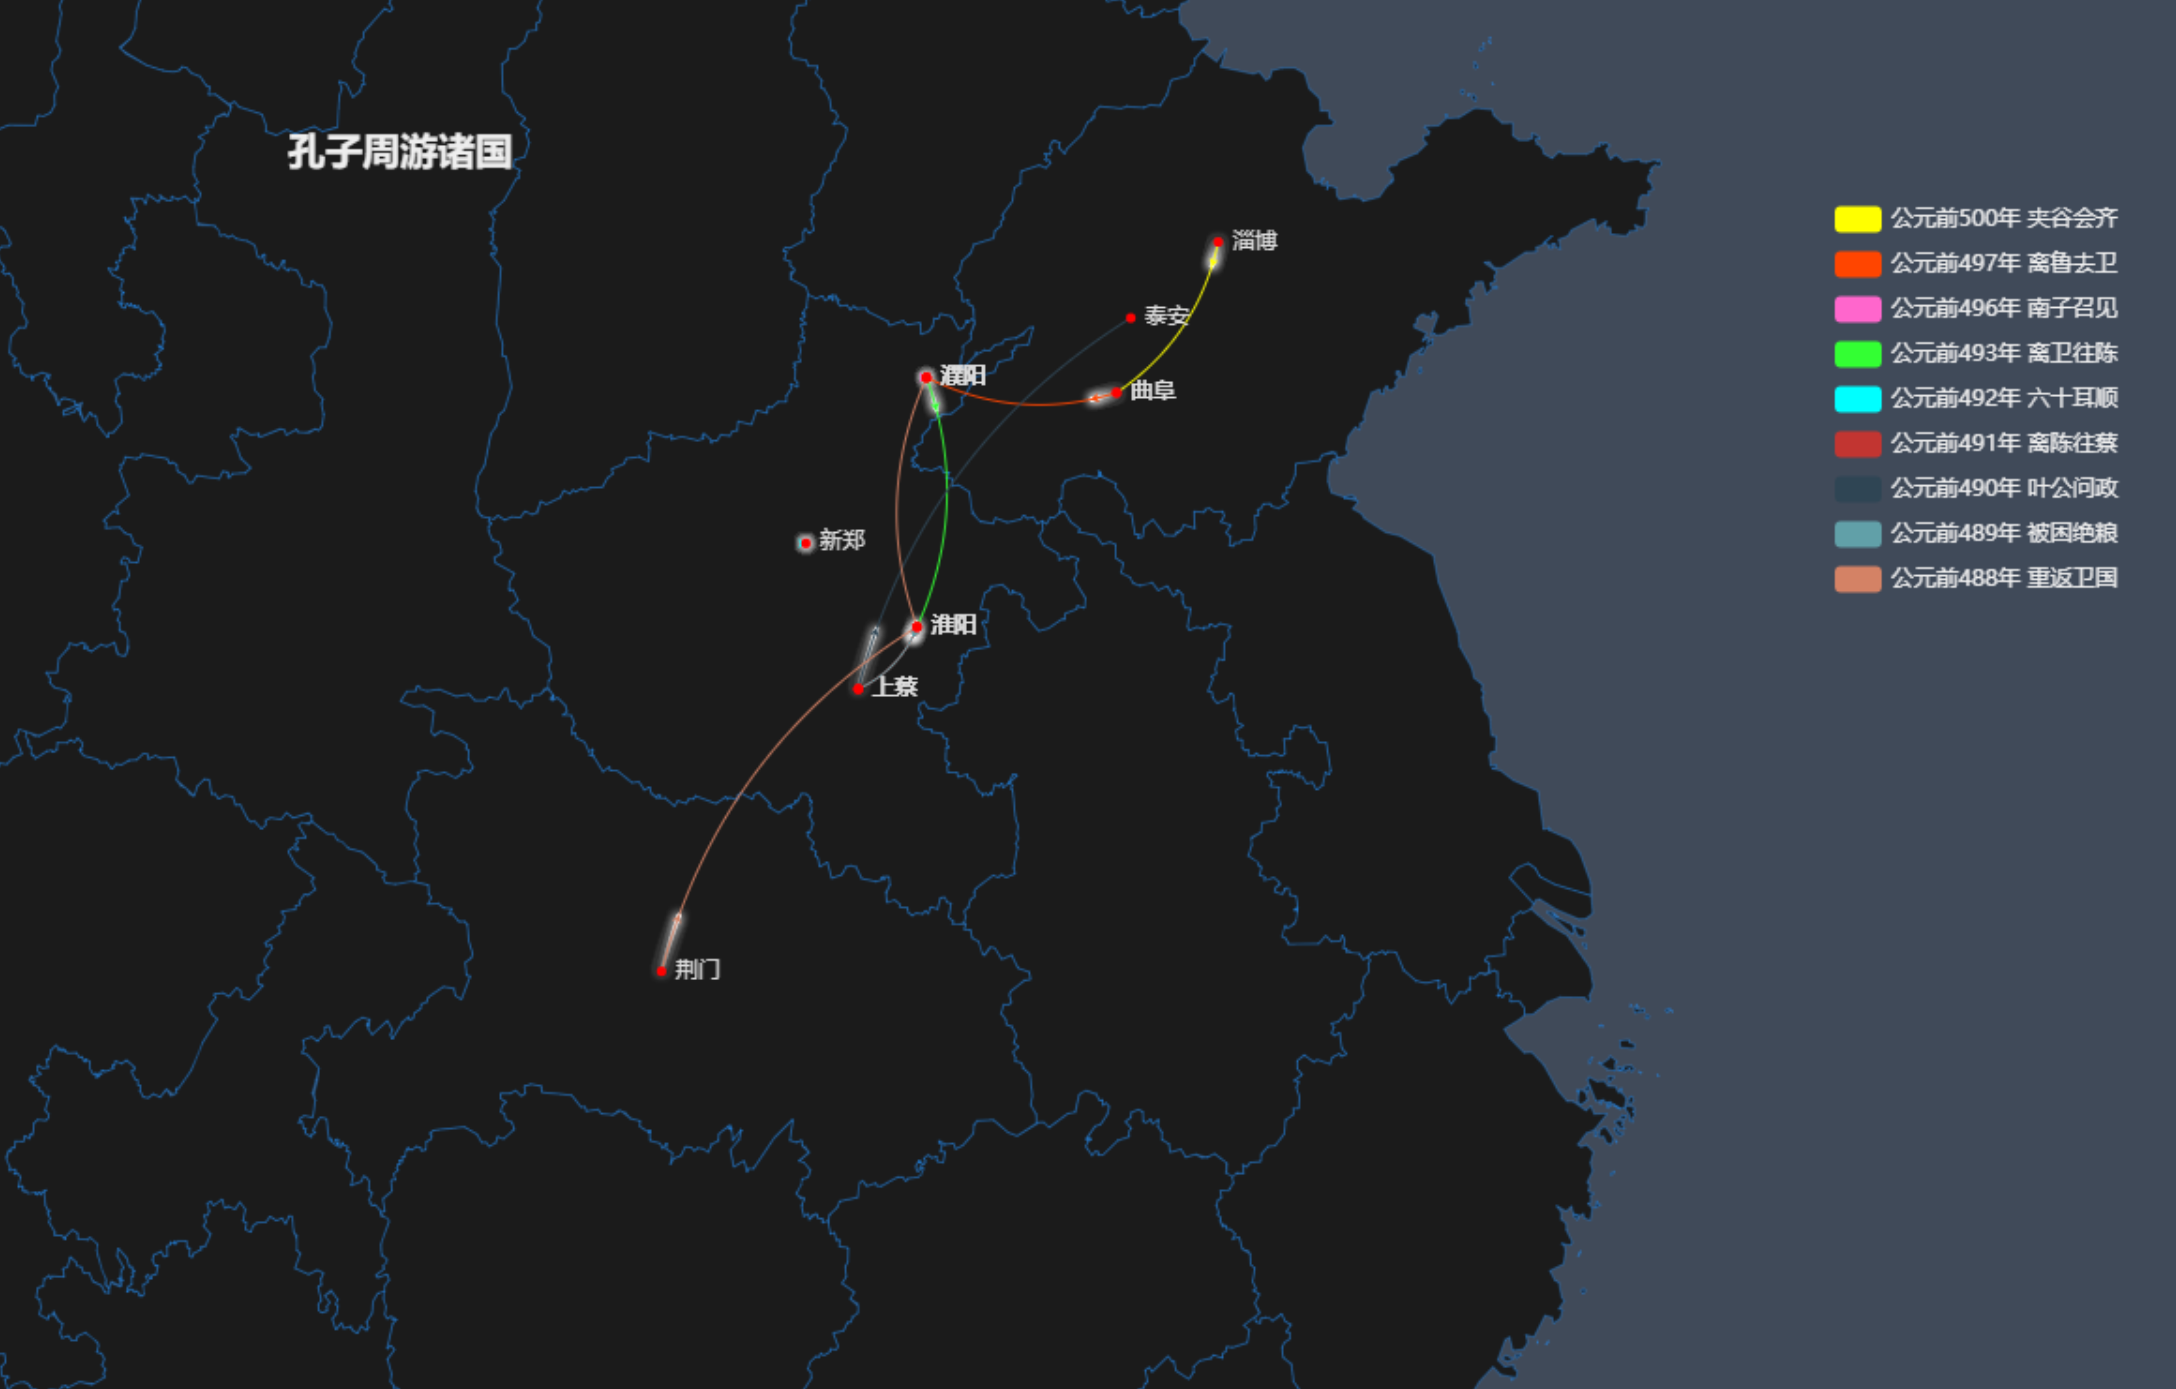 孔子周游诸国
淄博
泰安
濮阳
曲阜
新郑
淮阳
上蔡
荆门
公元前500年 夹谷会齐
公元前497年 离鲁去卫
公元前496年 南子召见
公元前493年 离卫往陈
公元前492年 六十耳顺
公元前491年 离陈往蔡
公元前490年 叶公问政
公元前489年 被困绝粮
公元前488年 重返卫国